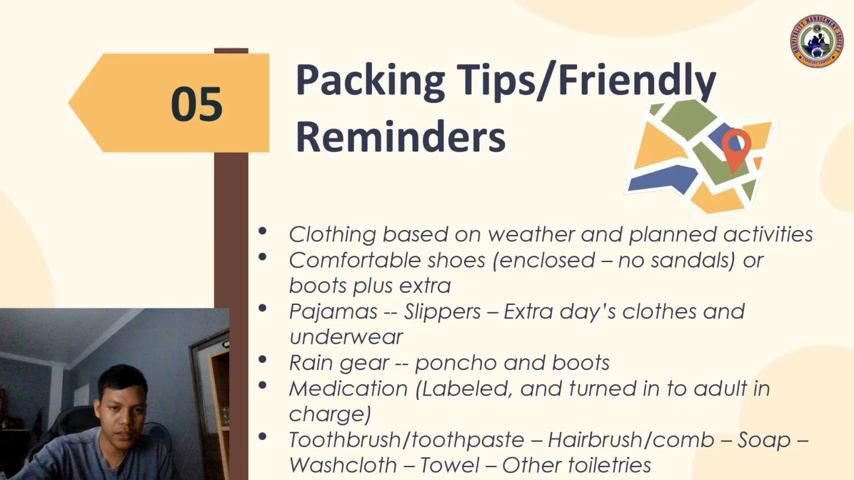 05
Packing Tips/Friendly
Reminders
• Clothing based on weather and planned activities
• Comfortable shoes (enclosed – no sandals) or
boots plus extra
• Pajamas -- Slippers – Extra day’s clothes and
underwear
• Rain gear -- poncho and boots
• Medication (Labeled, and turned in to adult in
charge)
• Toothbrush/toothpaste – Hairbrush/comb – Soap –
Washcloth – Towel – Other toiletries